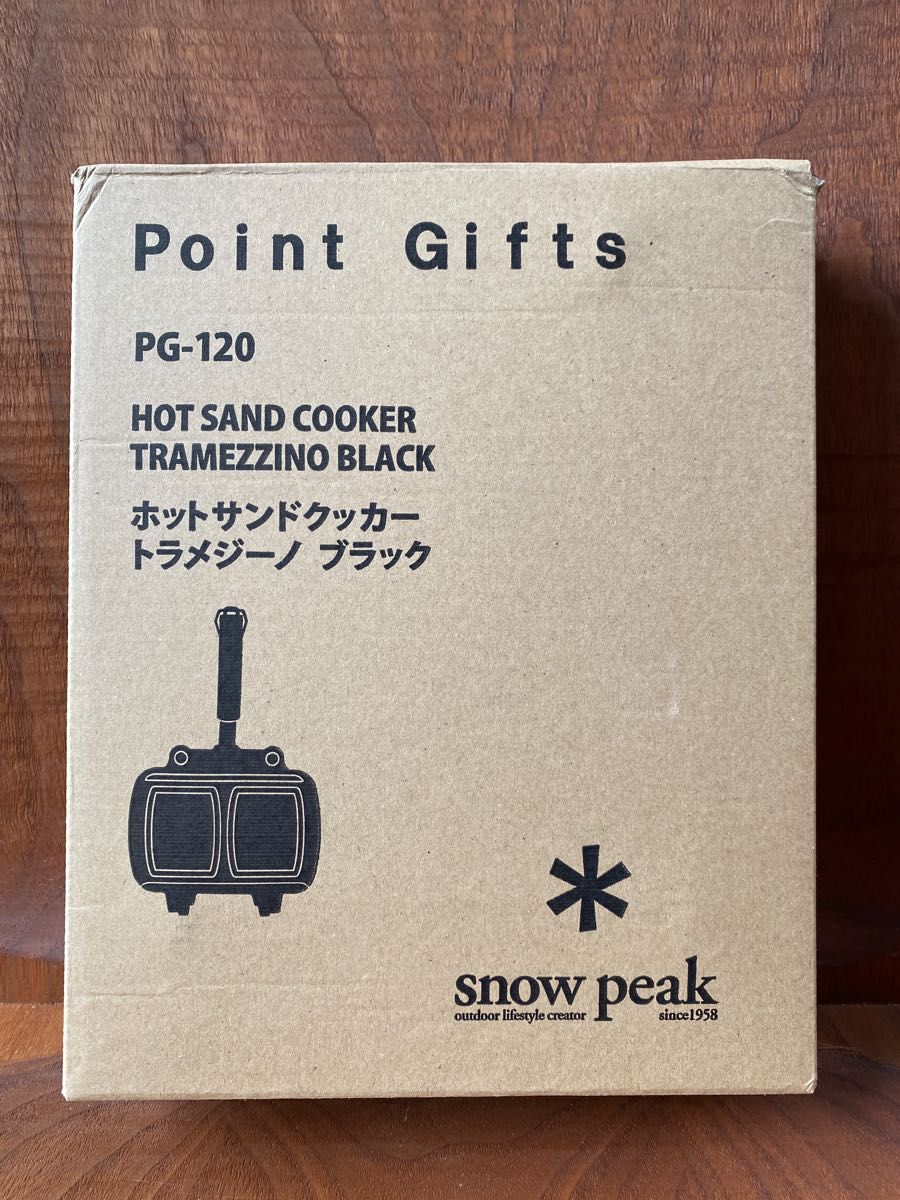 Point Gifts
PG-120
HOT SAND COOKER
TRAMEZZINO BLACK
ホットサンドクッカー
トラメジーノ ブラック
snow peak
outdoor lifestyle creator since1958